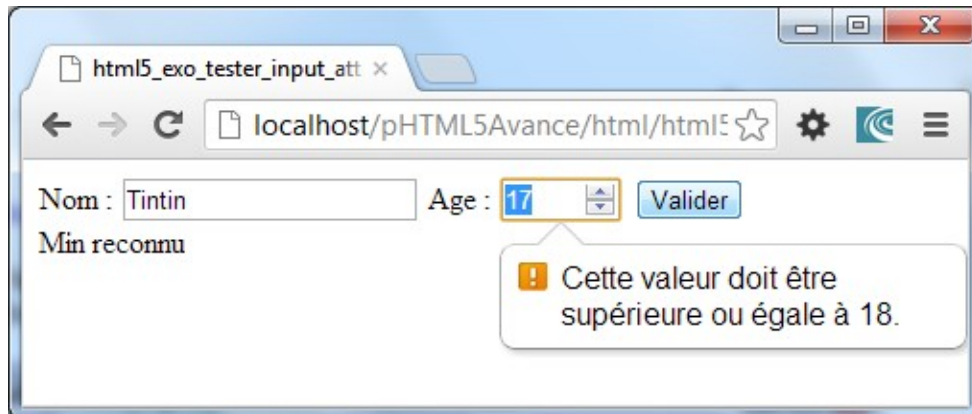 html5_exo_tester_input_att
localhost/pHTML5Avance/html/html5
Nom : Tintin Age : 17 Valider
Min reconnu
Cette valeur doit être
supérieure ou égale à 18.